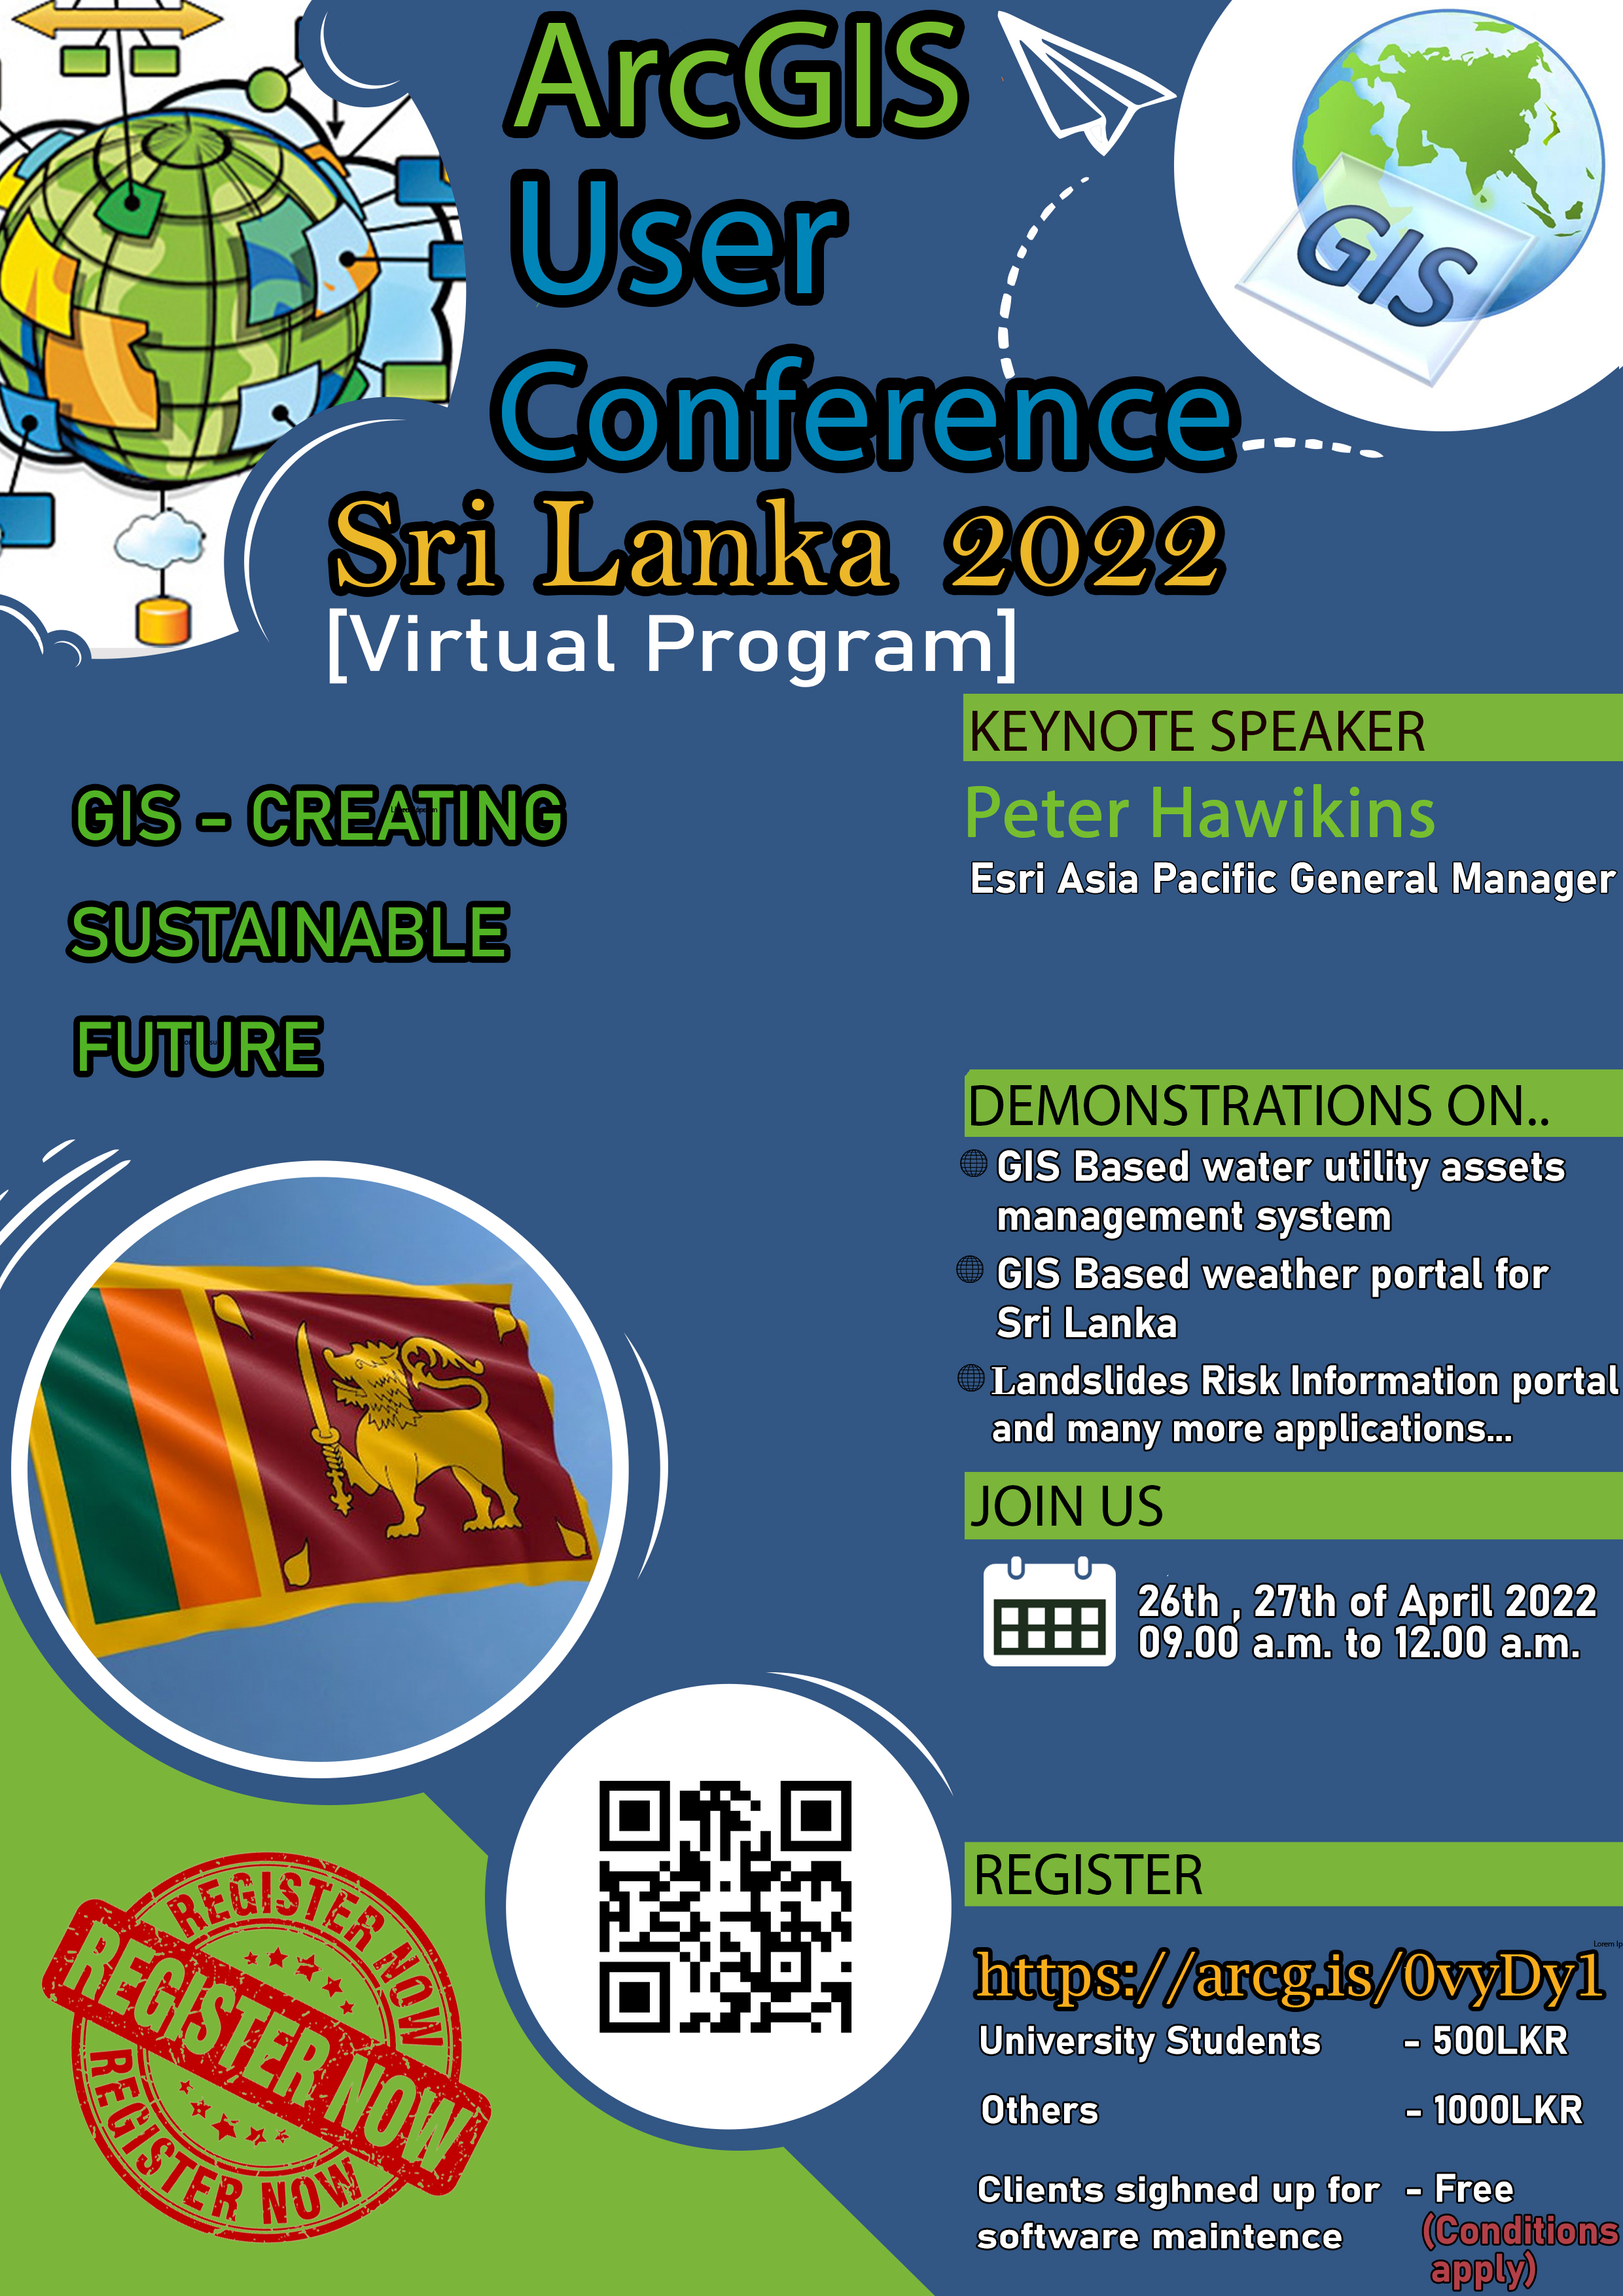 ArcGIS
User
Conference
Sri Lanka 2022
[Virtual Program]
GIS
GIS - CREATING
SUSTAINABLE
FUTURE
KEYNOTE SPEAKER
Peter Hawikins
Esri Asia Pacific General Manager
DEMONSTRATIONS ON..
GIS Based water utility assets
management system
GIS Based weather portal for
Sri Lanka
Landslides Risk Information portal
and many more applications...
JOIN US
26th , 27th of April 2022
09.00 a.m. to 12.00 a.m.
REGISTER NOW
REGISTER NOW
REGISTER NOW
REGISTER
Lorem Ip
https://arcg.is/0vyDy1
University Students - 500LKR
Others - 1000LKR
Clients sighned up for - Free
software maintence (Conditions
apply)